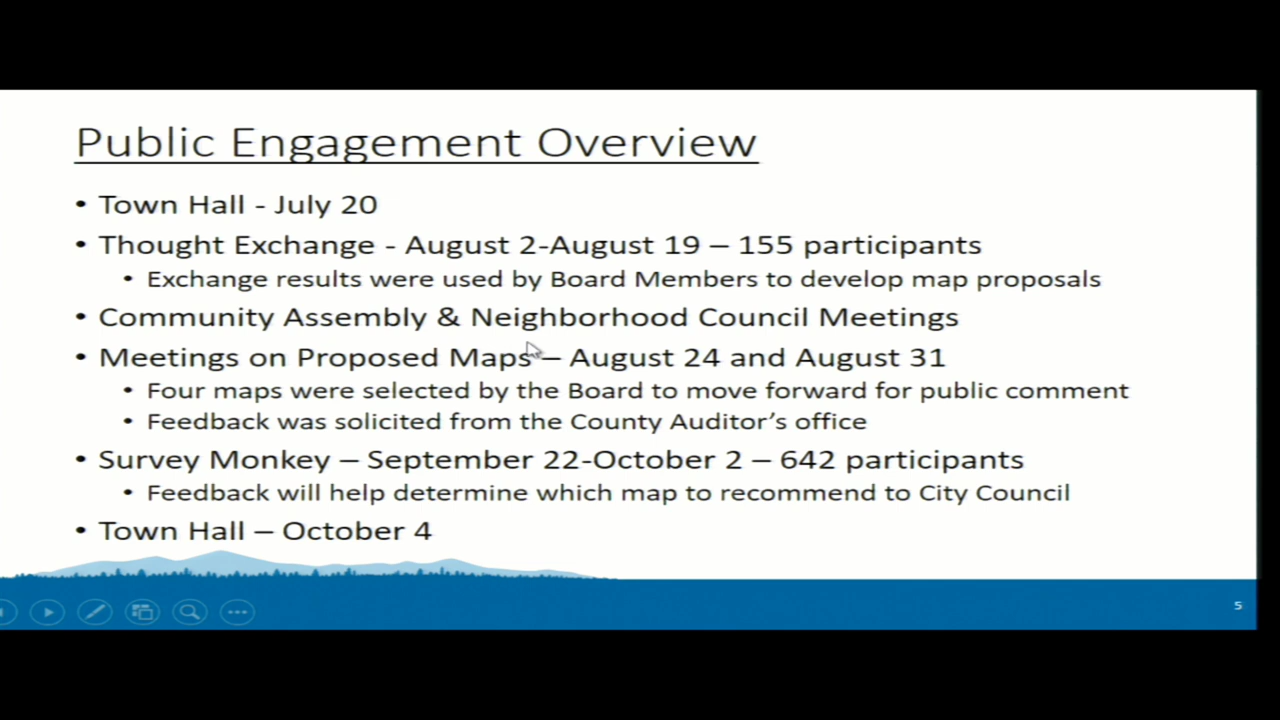 Public Engagement Overview
• Town Hall - July 20
• Thought Exchange - August 2-August 19 – 155 participants
• Exchange results were used by Board Members to develop map proposals
• Community Assembly & Neighborhood Council Meetings
• Meetings on Proposed Maps – August 24 and August 31
• Four maps were selected by the Board to move forward for public comment
• Feedback was solicited from the County Auditor's office
• Survey Monkey – September 22-October 2 – 642 participants
• Feedback will help determine which map to recommend to City Council
• Town Hall – October 4
5